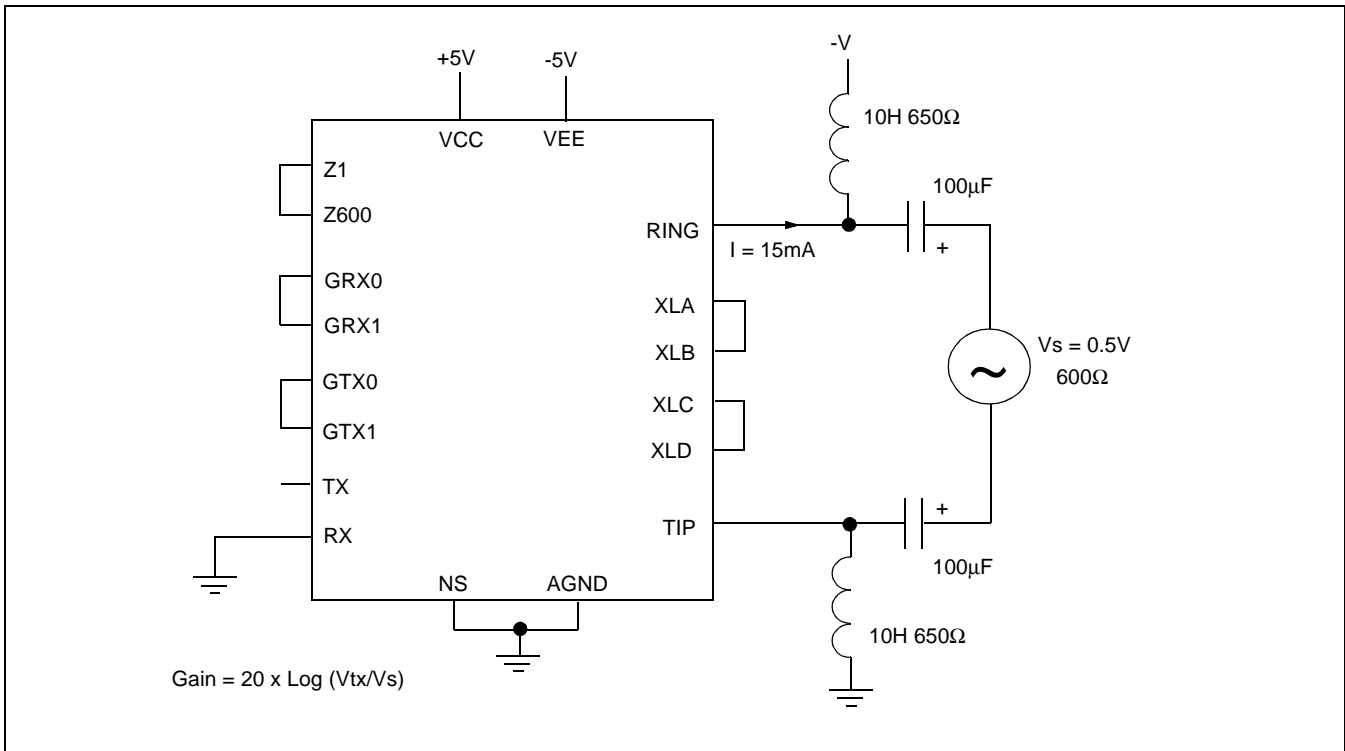 +5V
-5V
-V
10H 650Ω
VCC
VEE
Z1
Z600
100µF
RING
+
I = 15mA
GRX0
GRX1
XLA
XLB
Vs = 0.5V
600Ω
~
GTX0
GTX1
XLC
XLD
TX
RX
TIP
+
100µF
NS
AGND
10H 650Ω
Gain = 20 x Log (Vtx/Vs)